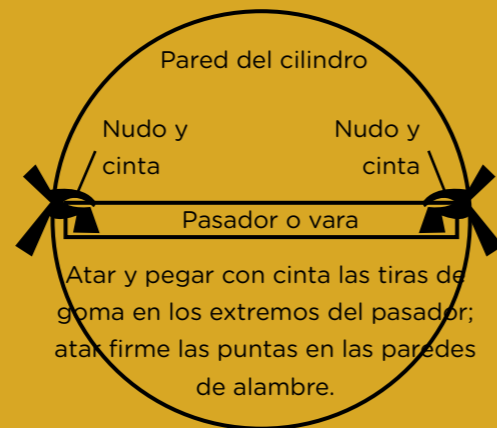 Pared del cilindro
Nudo y
cinta
Nudo y
cinta
Pasador o vara
Atar y pegar con cinta las tiras de
goma en los extremos del pasador;
atar firme las puntas en las paredes
de alambre.